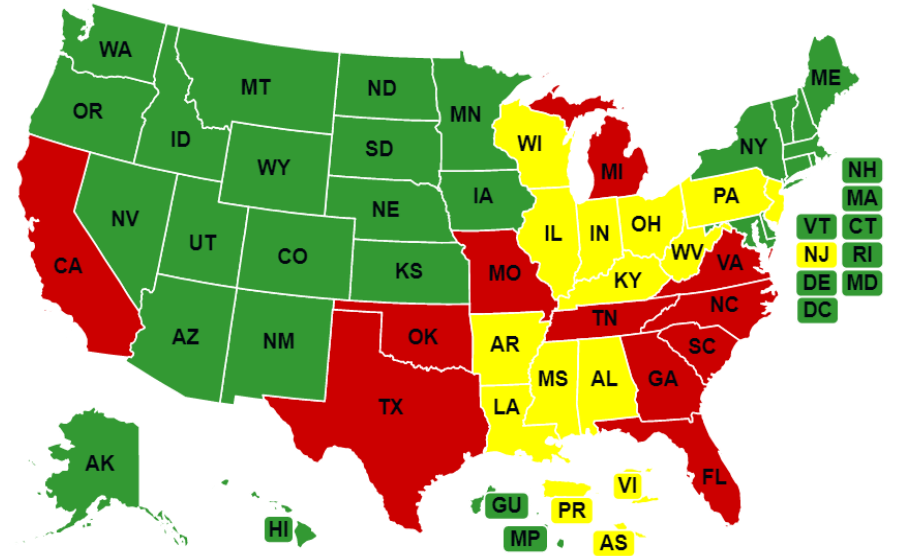 WA
MT
ND
MN
ME
OR
ID
SD
WI
NY
WY
MI
NH
IA
PA
MA
NE
NV
UT
IL
IN
OH
VT
CT
CO
WV
NJ
RI
CA
KS
MO
KY
VA
DE
MD
NC
DC
TN
AZ
NM
OK
AR
SC
MS
AL
GA
TX
LA
AK
FL
VI
GU
PR
HI
MP
AS